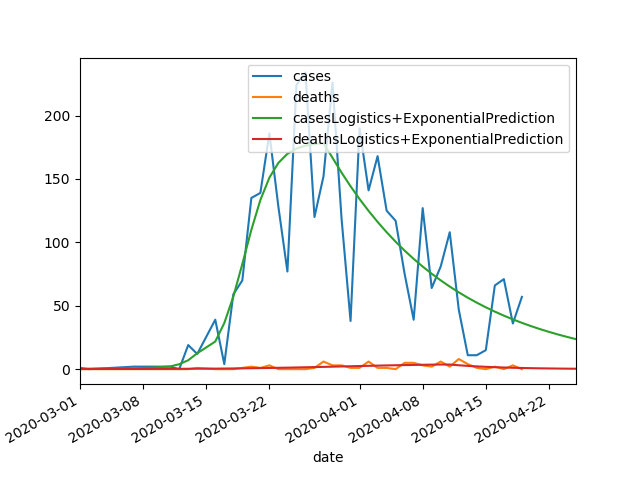 cases
deaths
casesLogistics+ExponentialPrediction
deathsLogistics+ExponentialPrediction
200
150
100
50
0
2020-03-01
2020-03-08
2020-03-15
2020-03-22
2020-04-01
2020-04-08
2020-04-15
2020-04-22
date